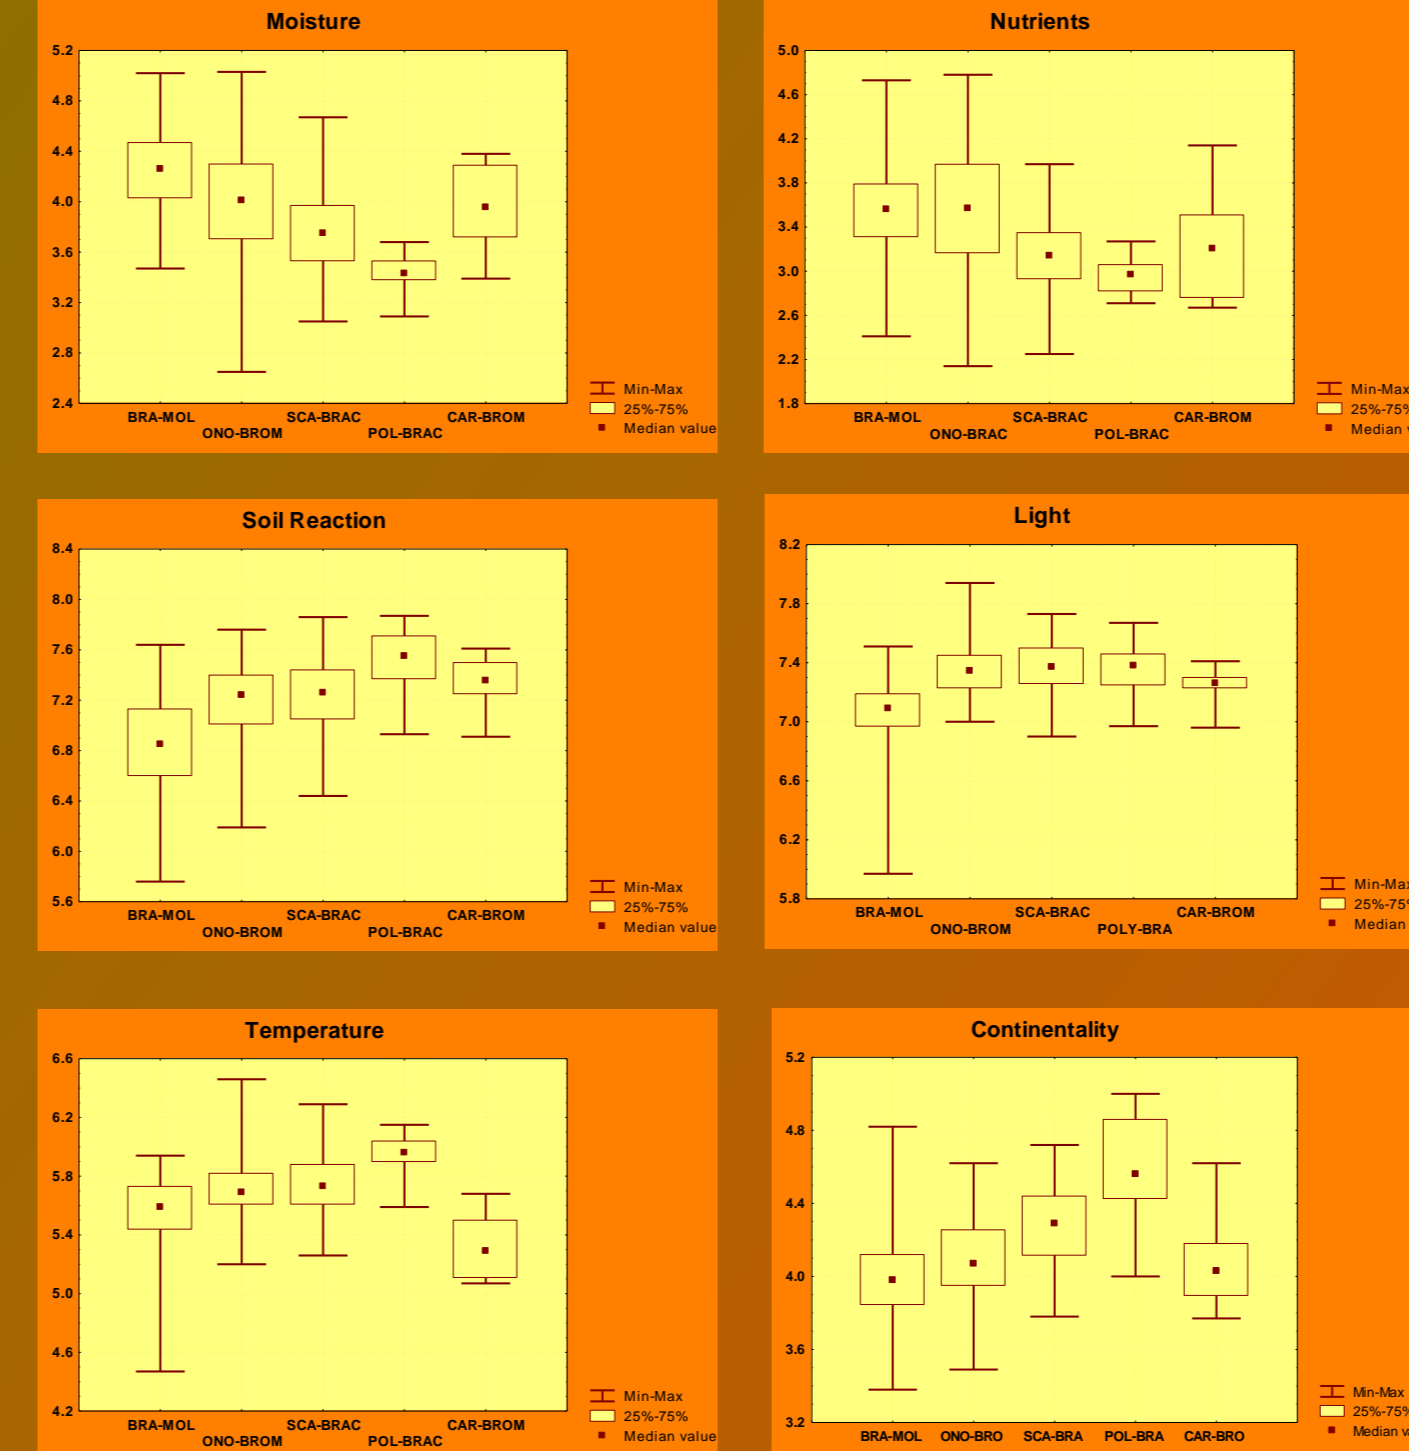 Moisture
5.2
4.8
4.4
4.0
3.6
3.2
2.8
2.4
BRA-MOL SCA-BRAC CAR-BROM
ONO-BROM POL-BRAC
Min-Max
25%-75%
Median value
Nutrients
5.0
4.6
4.2
3.8
3.4
3.0
2.6
2.2
1.8
BRA-MOL SCA-BRAC CAR-BROM
ONO-BRAC POL-BRAC
Min-Max
25%-75%
Median v
Soil Reaction
8.4
8.0
7.6
7.2
6.8
6.4
6.0
5.6
BRA-MOL SCA-BRAC CAR-BROM
ONO-BROM POL-BRAC
Min-Max
25%-75%
Median value
Light
8.2
7.8
7.4
7.0
6.6
6.2
5.8
BRA-MOL SCA-BRAC CAR-BROM
ONO-BROM POLY-BRA
Min-Max
25%-75%
Median
Temperature
6.6
6.2
5.8
5.4
5.0
4.6
4.2
BRA-MOL SCA-BRAC CAR-BROM
ONO-BROM POL-BRAC
Min-Max
25%-75%
Median value
Continentality
5.2
4.8
4.4
4.0
3.6
3.2
BRA-MOL ONO-BRO SCA-BRA POL-BRA CAR-BRO
Min-Max
25%-75%
Median va